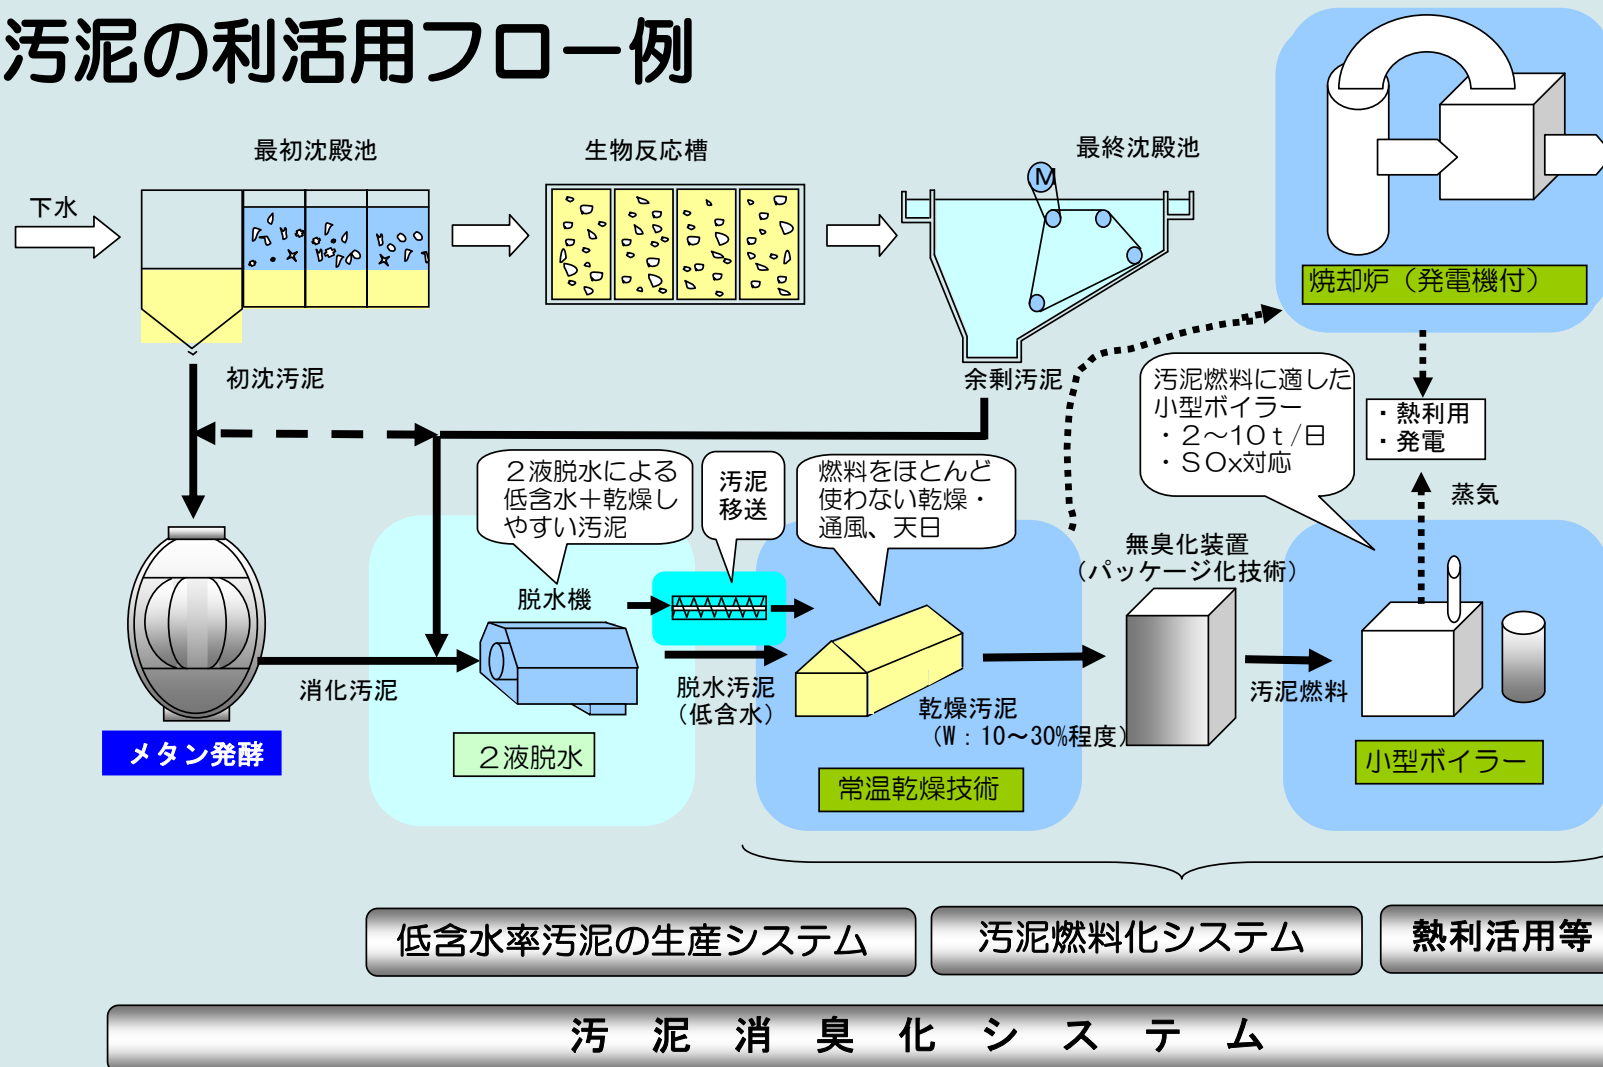 汚泥の利活用フロー例
最初沈殿池
生物反応槽
最終沈殿池
下水
M
焼却炉（発電機付）
初沈汚泥
余剰汚泥
汚泥燃料に適した
小型ボイラー
・２～１０ｔ/日
・ＳＯx対応
・熱利用
・発電
蒸気
２液脱水による
低含水＋乾燥し
やすい汚泥
汚泥
移送
燃料をほとんど
使わない乾燥・
通風、天日
無臭化装置
（パッケージ化技術）
脱水機
消化汚泥
脱水汚泥
（低含水）
乾燥汚泥
（W：10～30%程度）
汚泥燃料
メタン発酵
２液脱水
常温乾燥技術
小型ボイラー
低含水率汚泥の生産システム
汚泥燃料化システム
熱利活用等
汚泥消臭化システム